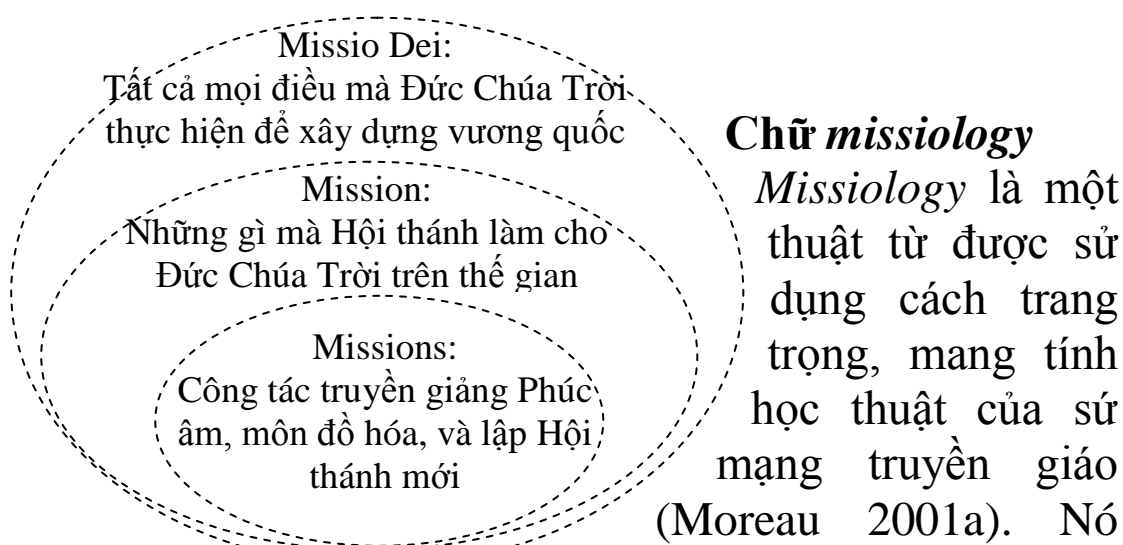 Missio Dei:
Tất cả mọi điều mà Đức Chúa Trời
thực hiện để xây dựng vương quốc
Mission:
Những gì mà Hội thánh làm cho
Đức Chúa Trời trên thế gian
Missions:
Công tác truyền giảng Phúc
âm, môn đồ hóa, và lập Hội
thánh mới
Chữ missiology
Missiology là một
thuật từ được sử
dụng cách trang
trọng, mang tính
học thuật của sứ
mạng truyền giáo
(Moreau 2001a). Nó